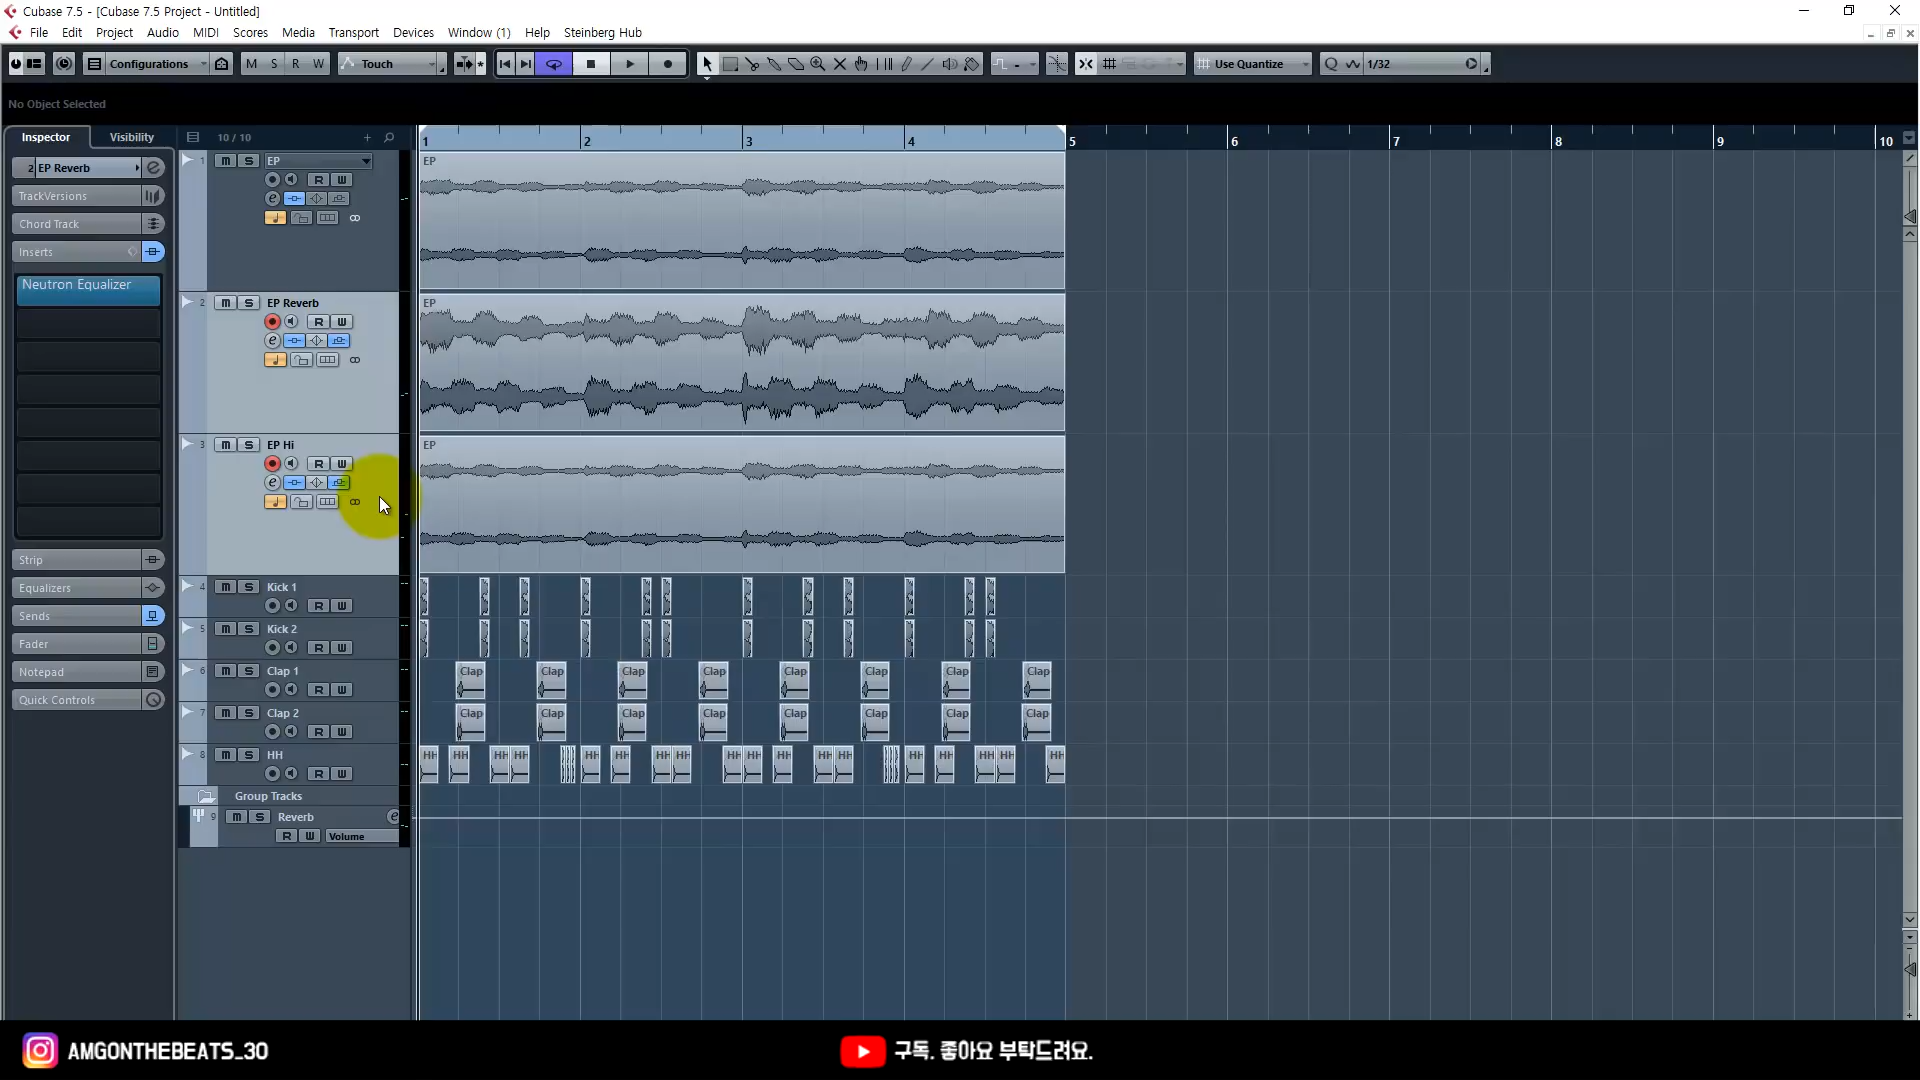 Cubase 7.5 - [Cubase 7.5 Project - Untitled]
File Edit Project Audio MIDI Scores Media Transport Devices Window (1) Help Steinberg Hub
Configurations M S R W Touch Use Quantize Q 1/32
No Object Selected
Inspector Visibility 10 / 10
1 2 3 4 5 6 7 8 9 10
2 EP Reverb
TrackVersions
Chord Track
Inserts
Neutron Equalizer
Strip
Equalizers
Sends
Fader
Notepad
Quick Controls
1 m S EP
R W
e
EP
2 m S EP Reverb
R W
e
EP
3 m S EP Hi
R W
e
EP
4 m S Kick 1
R W
5 m S Kick 2
R W
6 m S Clap 1
R W
Clap Clap Clap Clap Clap Clap Clap Clap
7 m S Clap 2
R W
Clap Clap Clap Clap Clap Clap Clap Clap
8 m S HH
R W
HH HH HH HH HH HH HH HH HH HH HH HH HH HH HH HH HH HH
Group Tracks
9 m S Reverb e
R W Volume
AMGONTHEBEATS_30
구독. 좋아요 부탁드려요.